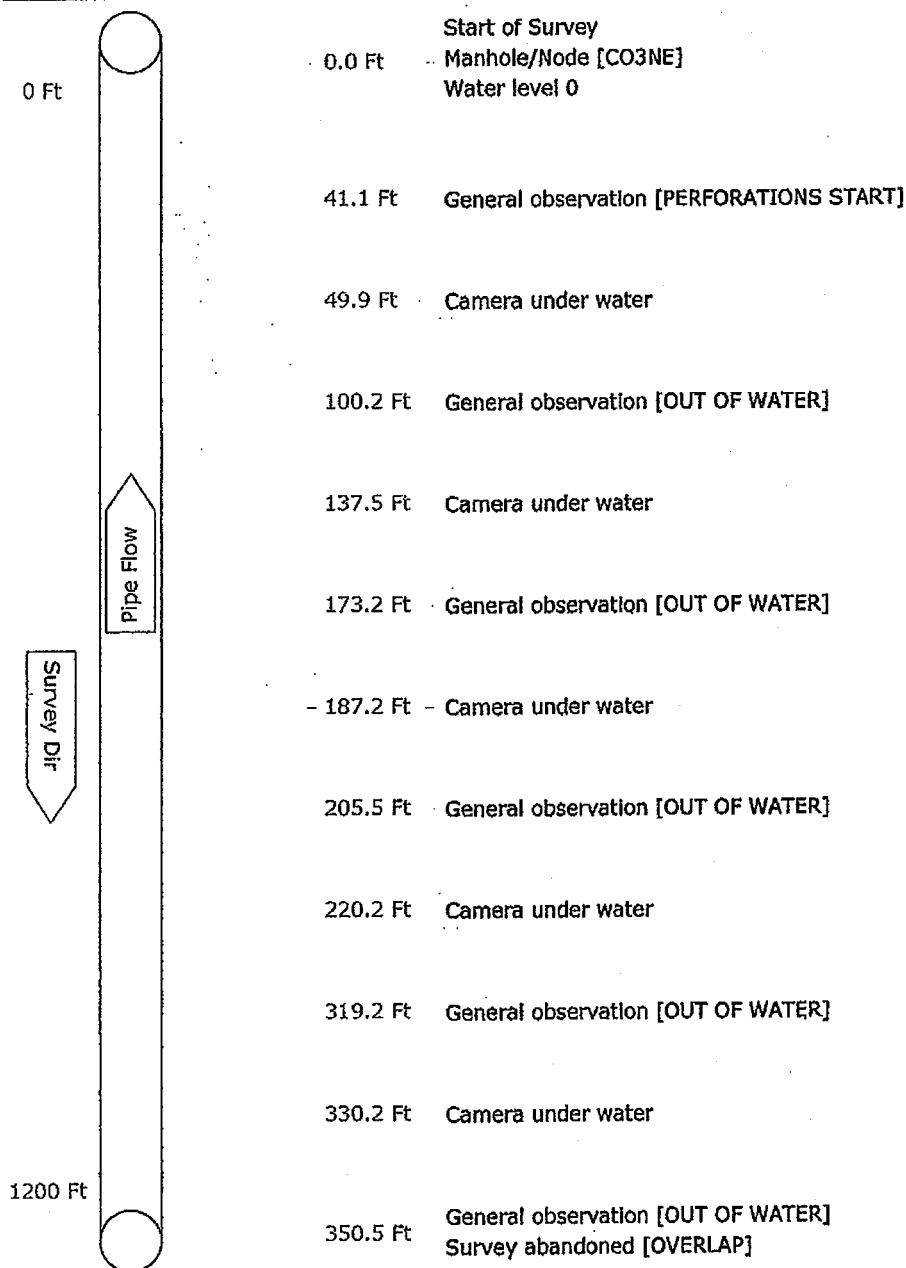 Start of Survey
0.0 Ft Manhole/Node [CO3NE]
Water level 0
0 Ft
41.1 Ft General observation [PERFORATIONS START]
49.9 Ft Camera under water
100.2 Ft General observation [OUT OF WATER]
137.5 Ft Camera under water
Pipe Flow
173.2 Ft General observation [OUT OF WATER]
Survey Dir
187.2 Ft Camera under water
205.5 Ft General observation [OUT OF WATER]
220.2 Ft Camera under water
319.2 Ft General observation [OUT OF WATER]
330.2 Ft Camera under water
1200 Ft
350.5 Ft General observation [OUT OF WATER]
Survey abandoned [OVERLAP]